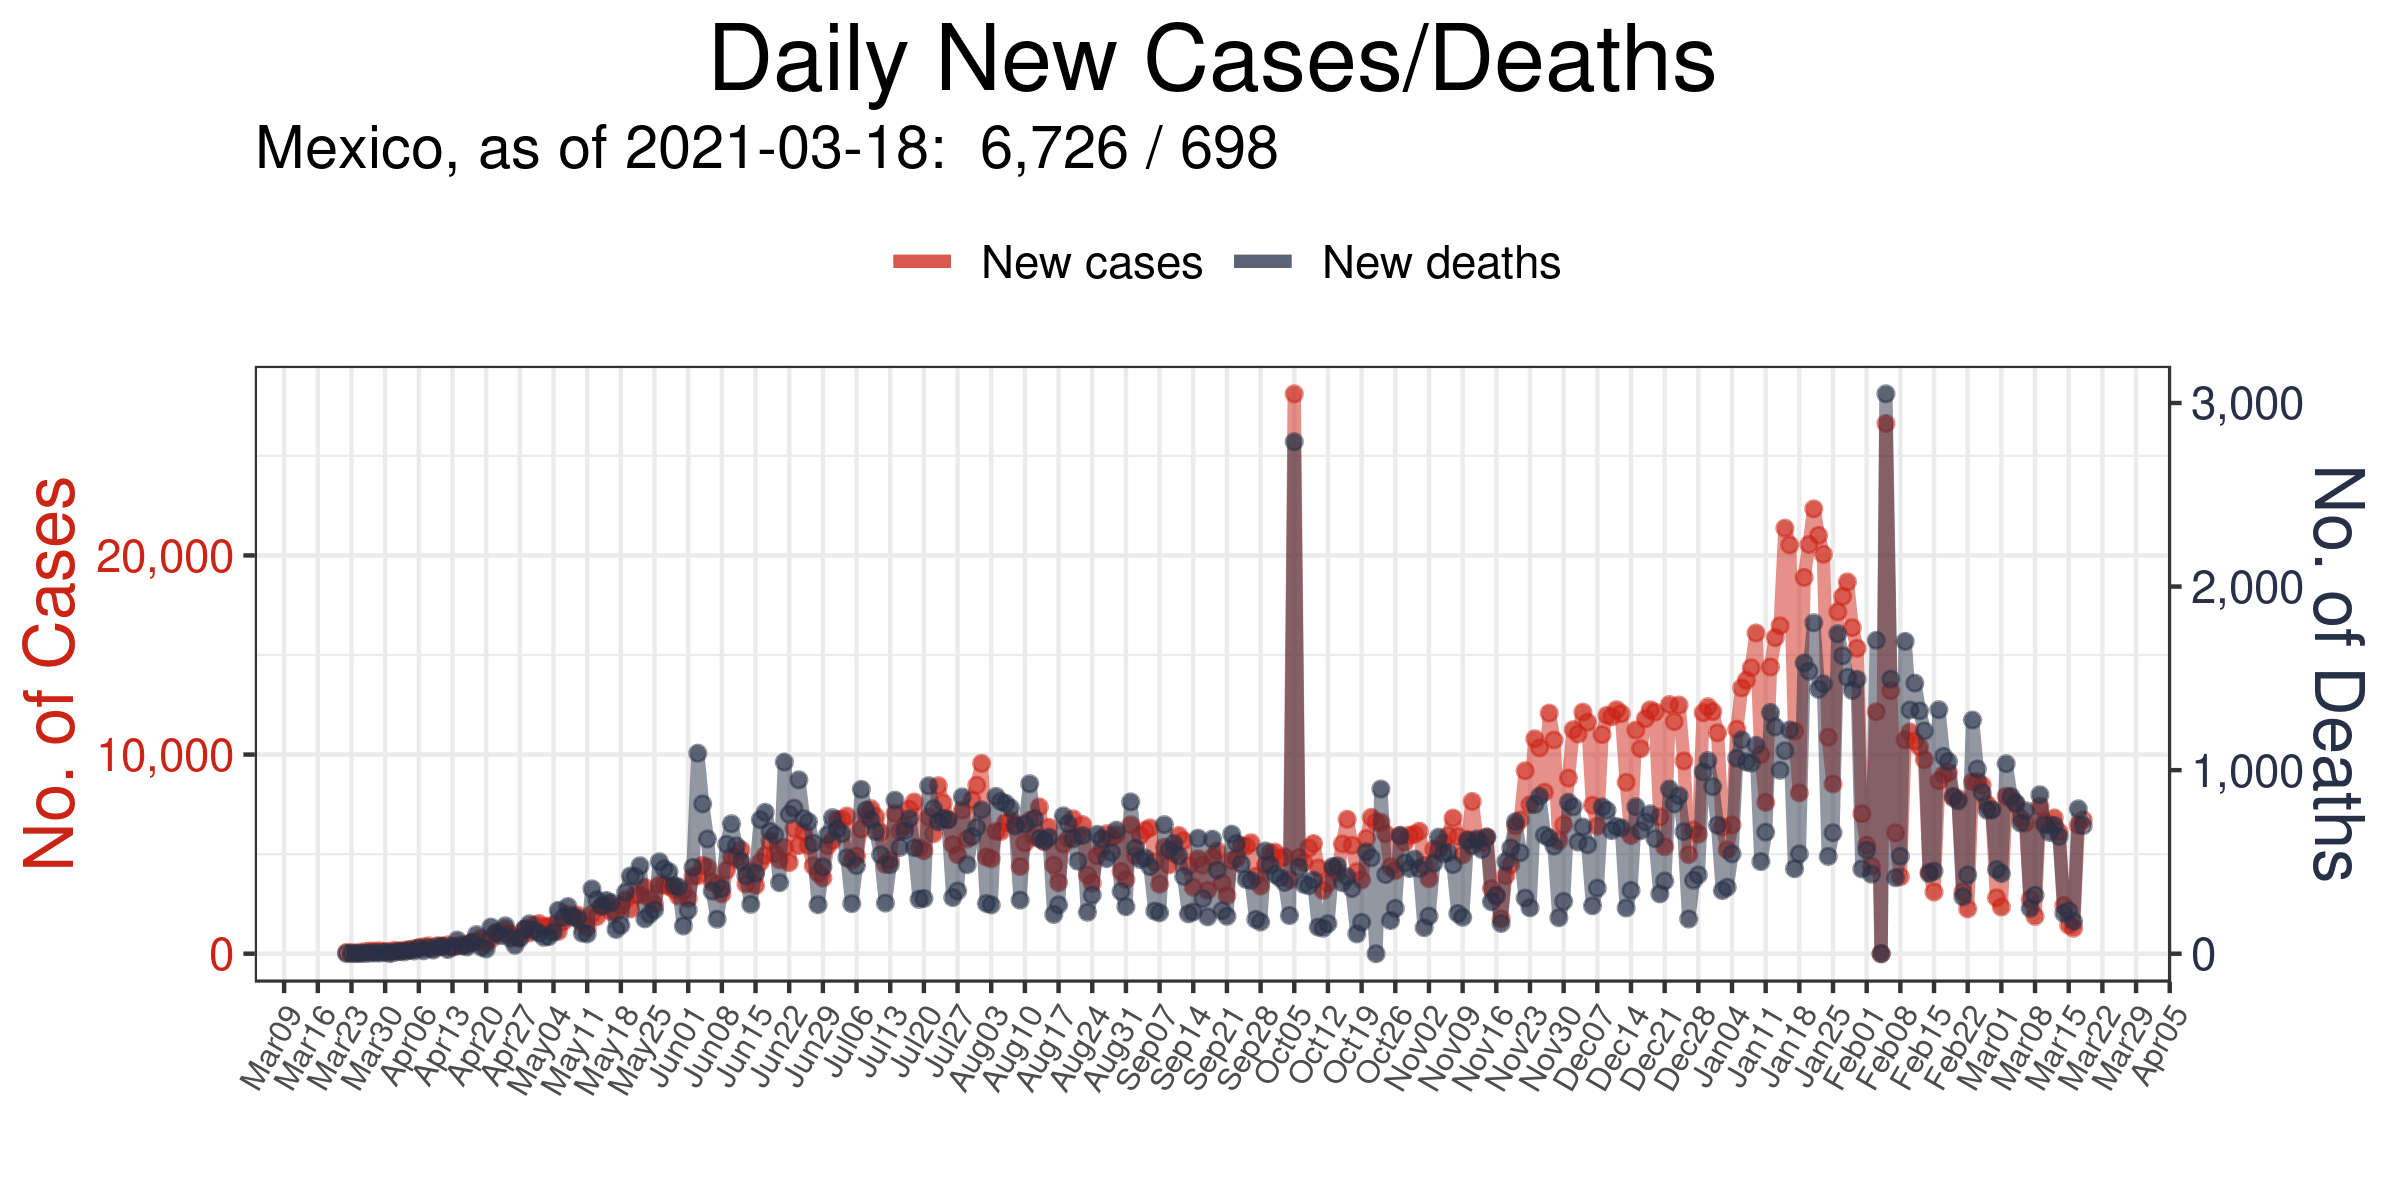 Daily New Cases/Deaths
Mexico, as of 2021-03-18:  6,726 / 698
New cases
New deaths
No. of Cases
20,000
10,000
0
3,000
2,000
1,000
0
No. of Deaths
Mar09
Mar16
Mar23
Mar30
Apr06
Apr13
Apr20
Apr27
May04
May11
May18
May25
Jun01
Jun08
Jun15
Jun22
Jun29
Jul06
Jul13
Jul20
Jul27
Aug03
Aug10
Aug17
Aug24
Aug31
Sep07
Sep14
Sep21
Sep28
Oct05
Oct12
Oct19
Oct26
Nov02
Nov09
Nov16
Nov23
Nov30
Dec07
Dec14
Dec21
Dec28
Jan04
Jan11
Jan18
Jan25
Feb01
Feb08
Feb15
Feb22
Mar01
Mar08
Mar15
Mar22
Mar29
Apr05